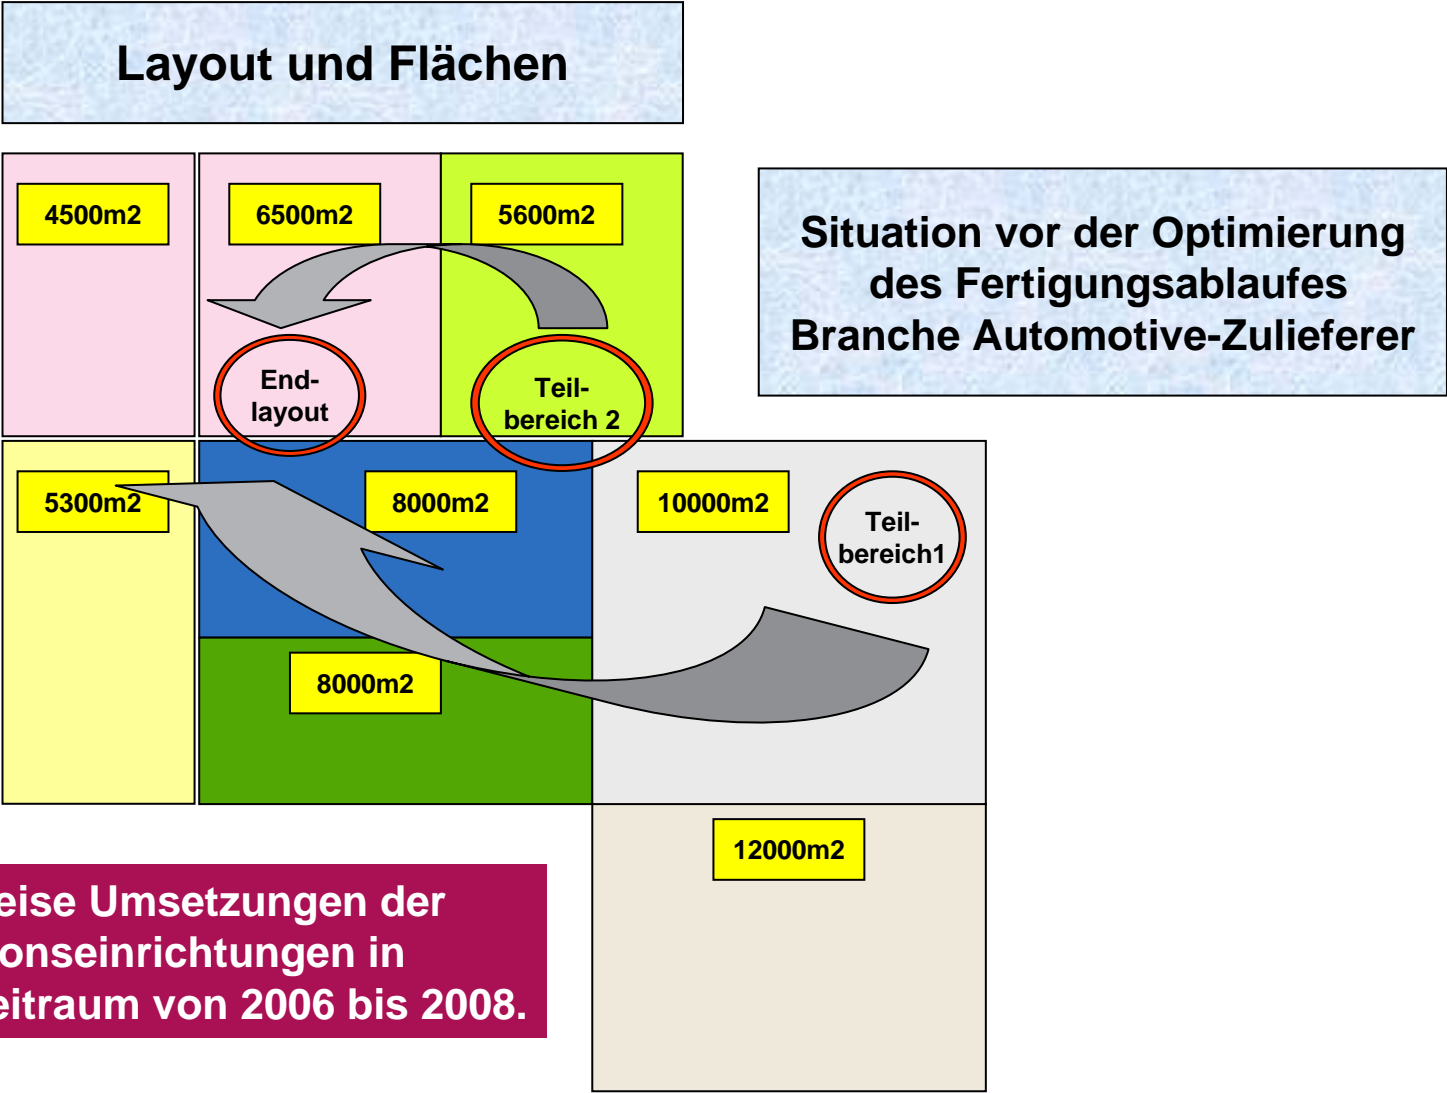 Layout und Flächen
4500m2
6500m2
5600m2
Situation vor der Optimierung
des Fertigungsablaufes
Branche Automotive-Zulieferer
End-
layout
Teil-
bereich 2
5300m2
8000m2
10000m2
Teil-
bereich1
8000m2
12000m2
eise Umsetzungen der
onseinrichtungen in
eitraum von 2006 bis 2008.